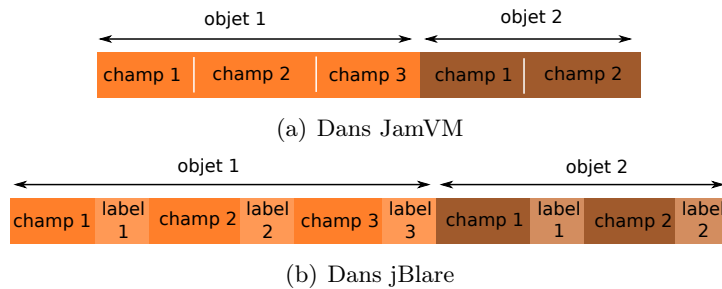 objet 1 objet 2
champ 1 champ 2 champ 3 champ 1 champ 2
(a) Dans JamVM
objet 1 objet 2
champ 1 label 1 champ 2 label 2 champ 3 label 3 champ 1 label 1 champ 2 label 2
(b) Dans jBlare